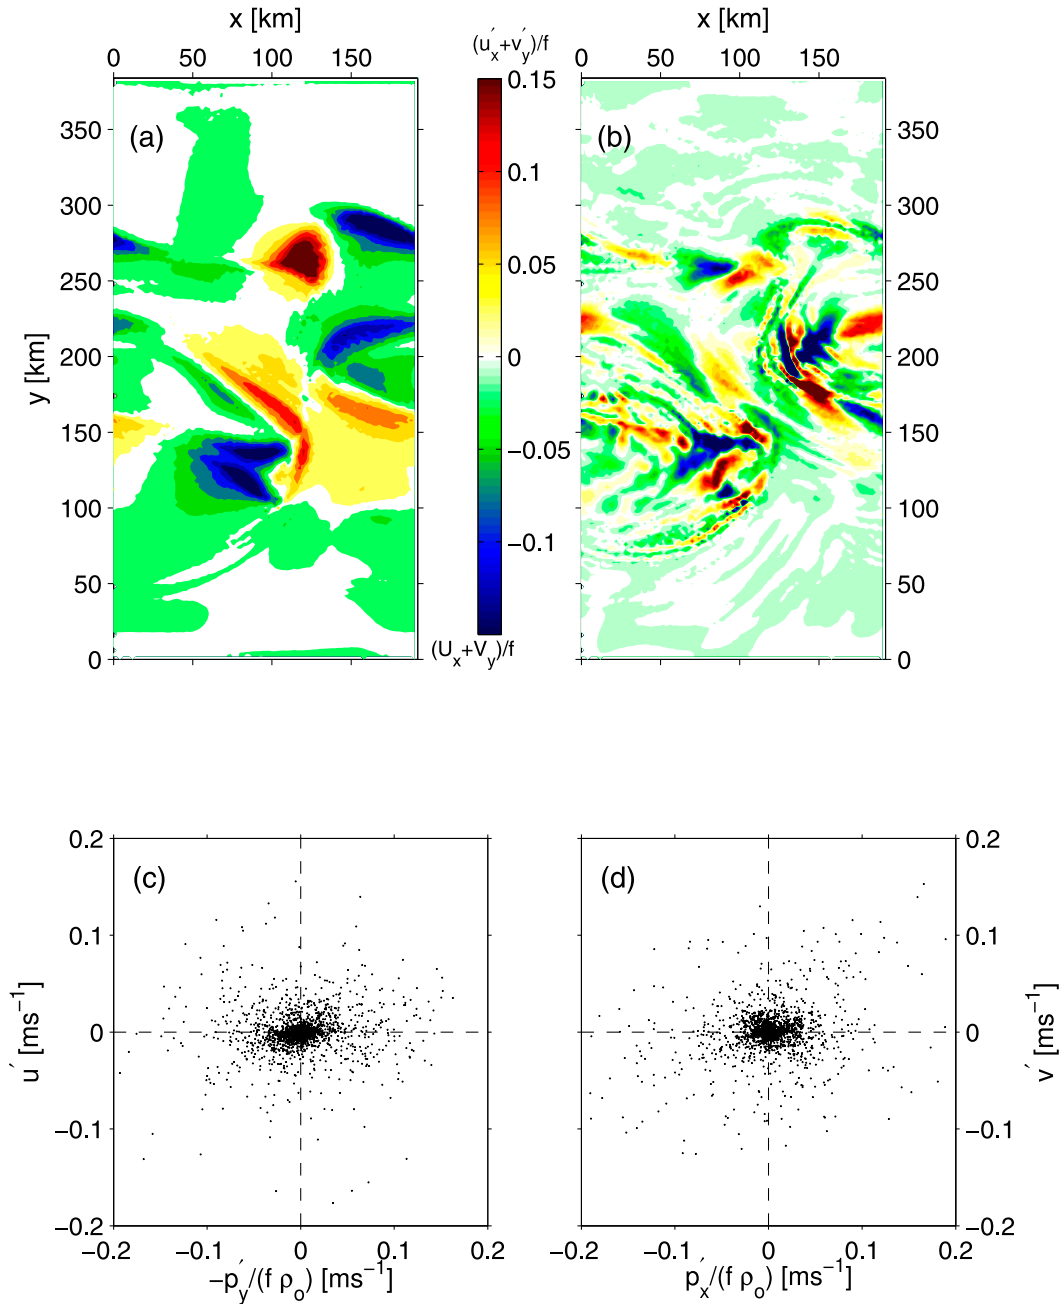 x [km]
0 50 100 150
(u′x+v′y)/f
x [km]
0 50 100 150
(a)
(b)
y [km]
350
300
250
200
150
100
50
0
0.15
0.1
0.05
0
−0.05
−0.1
(Ux+Vy)/f
350
300
250
200
150
100
50
0
(c)
(d)
u′ [ms−1]
0.2
0.1
0
−0.1
−0.2
0.2
0.1
0
−0.1
−0.2
v′ [ms−1]
−0.2 −0.1 0 0.1 0.2
−p′y/(f ρo) [ms−1]
−0.2 −0.1 0 0.1 0.2
p′x/(f ρo) [ms−1]